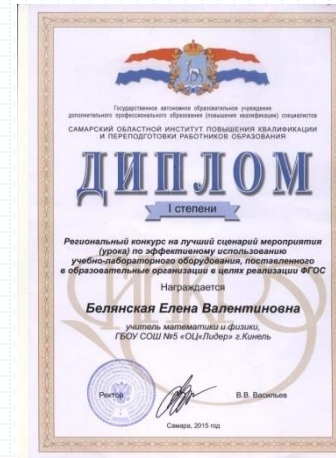 Государственное автономное образовательное учреждение
дополнительного профессионального образования (повышения квалификации) специалистов
САМАРСКИЙ ОБЛАСТНОЙ ИНСТИТУТ ПОВЫШЕНИЯ КВАЛИФИКАЦИИ
И ПЕРЕПОДГОТОВКИ РАБОТНИКОВ ОБРАЗОВАНИЯ
ДИПЛОМ
I степени
Региональный конкурс на лучший сценарий мероприятия
(урока) по эффективному использованию
учебно-лабораторного оборудования, поставленного
в образовательные организации в целях реализации ФГОС
Награждается
Белянская Елена Валентиновна
учитель математики и физики,
ГБОУ СОШ №5 «ОЦ«Лидер» г.Кинель
Ректор В.В. Васильев
Самара, 2015 год